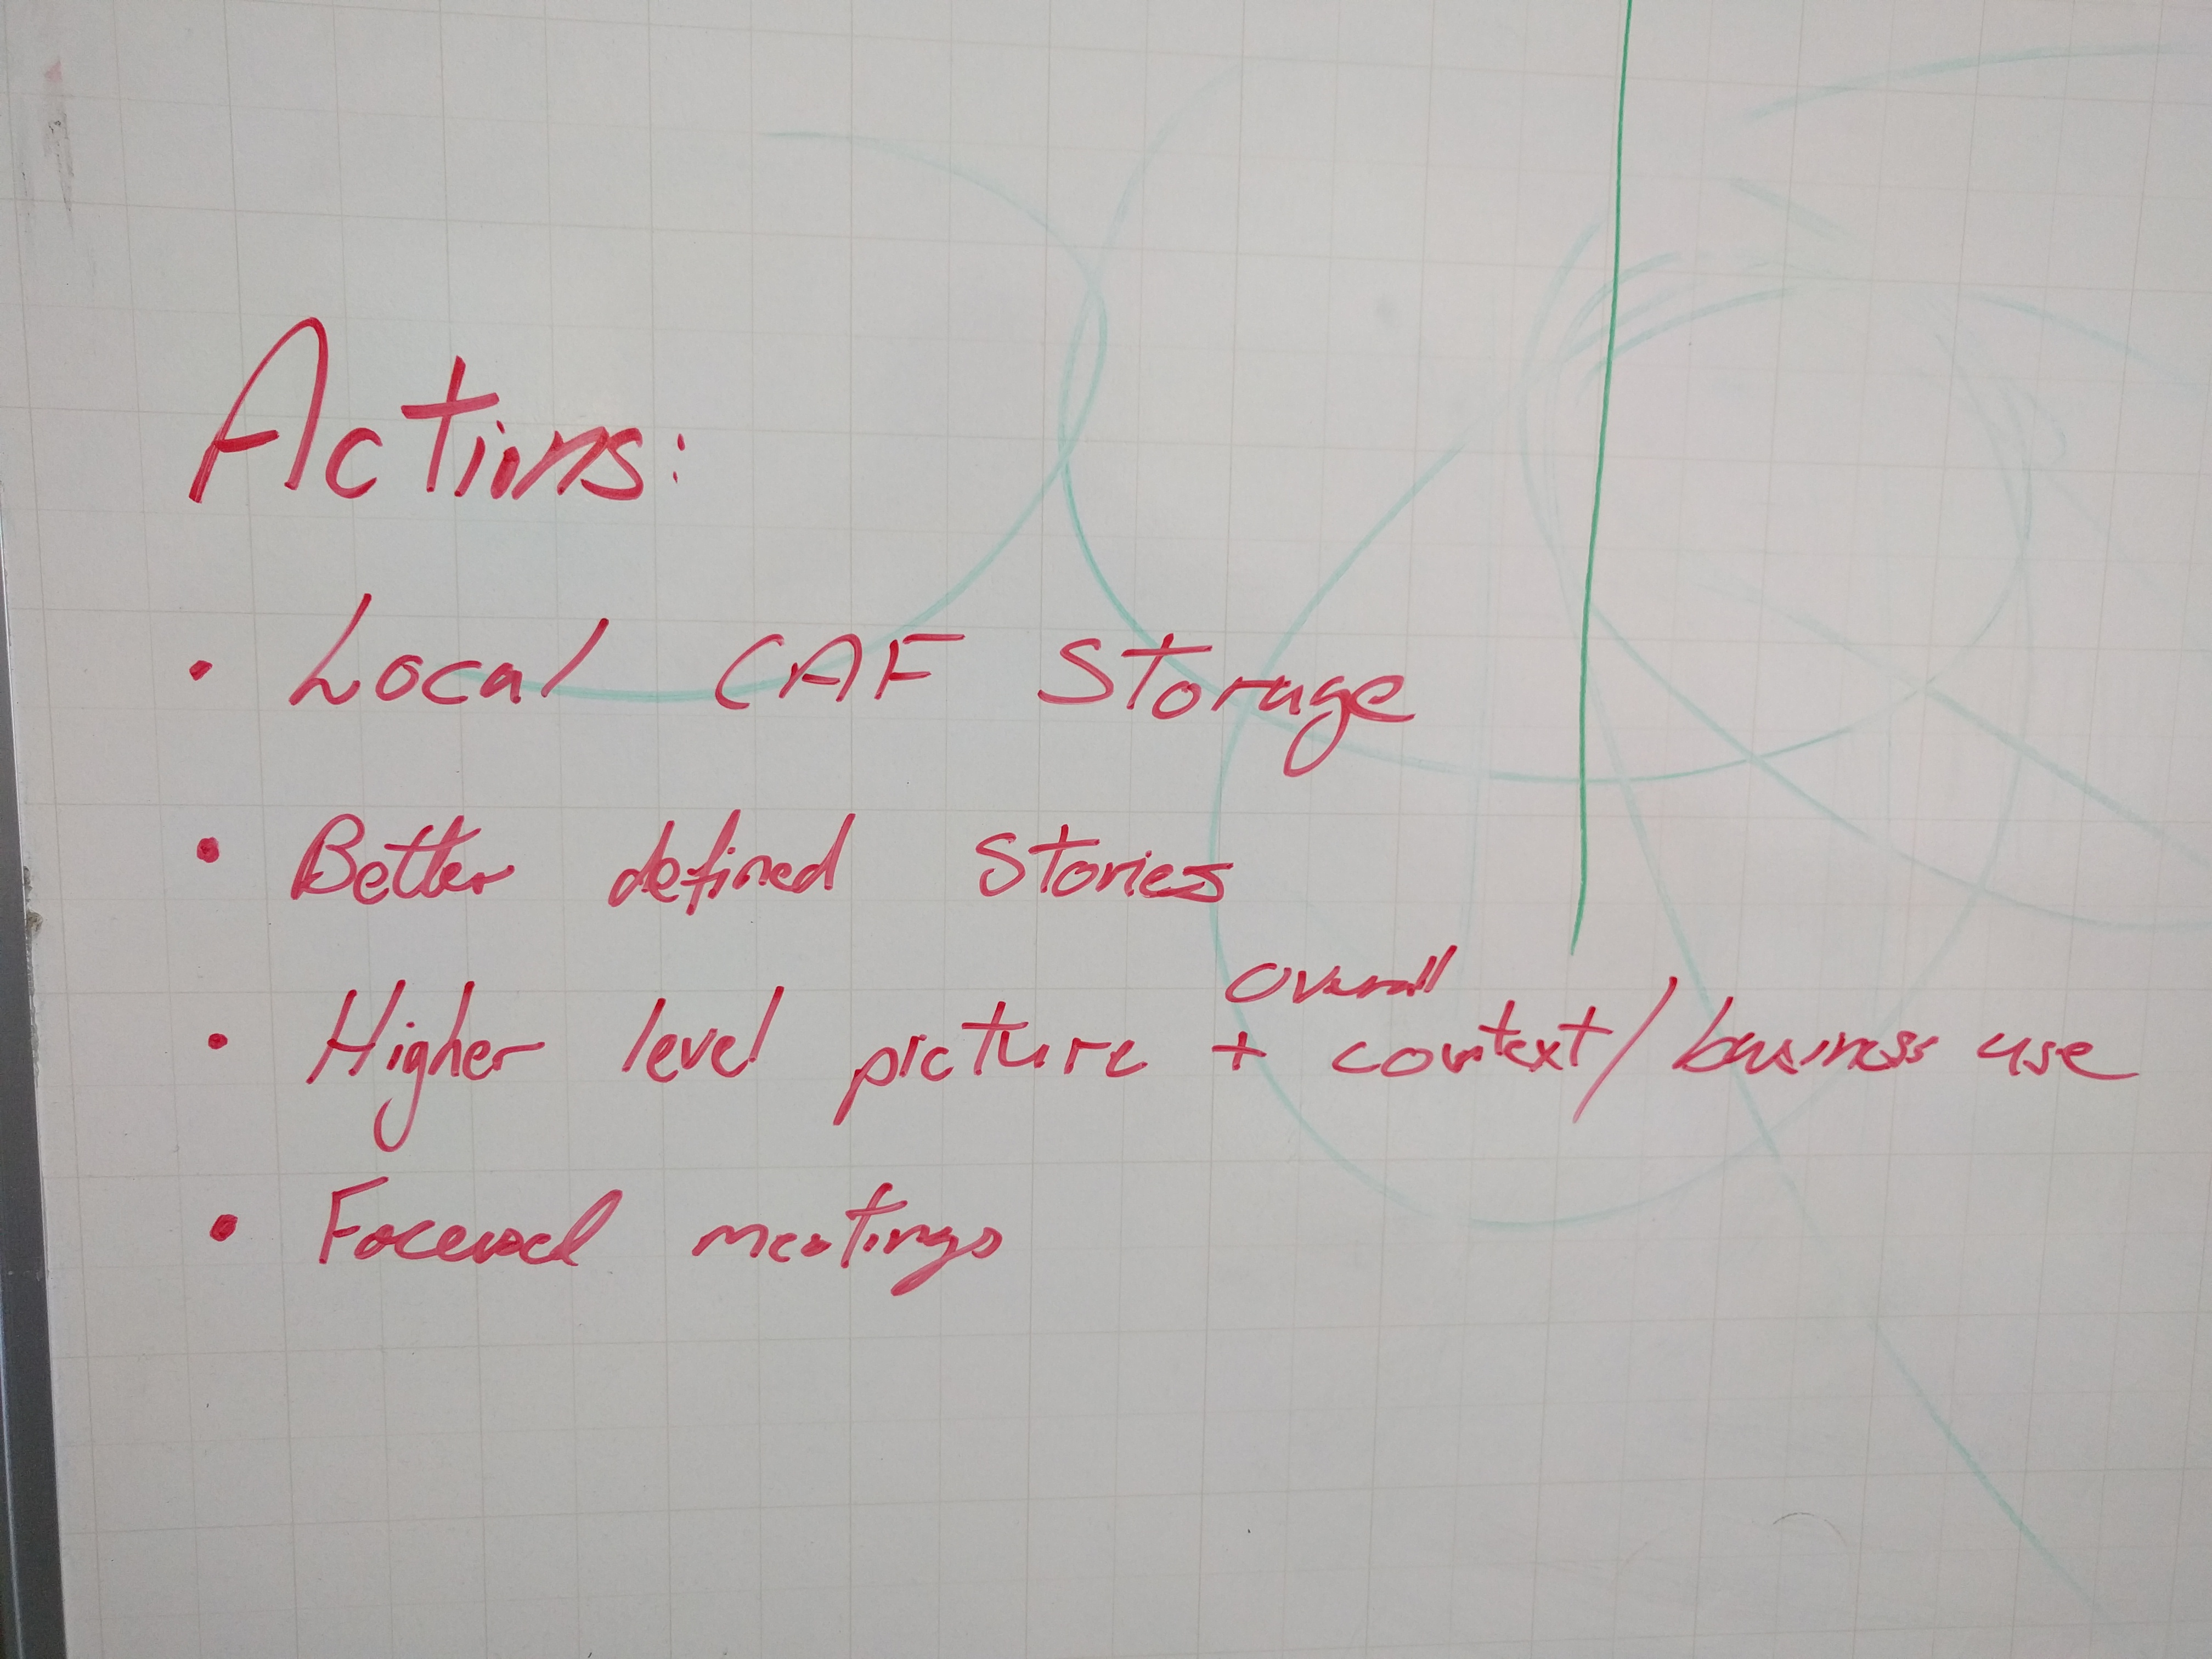 Actions:
• Local CAF Storage
• Better defined Stories
overall
• Higher level picture + context/business use
• Focused meetings